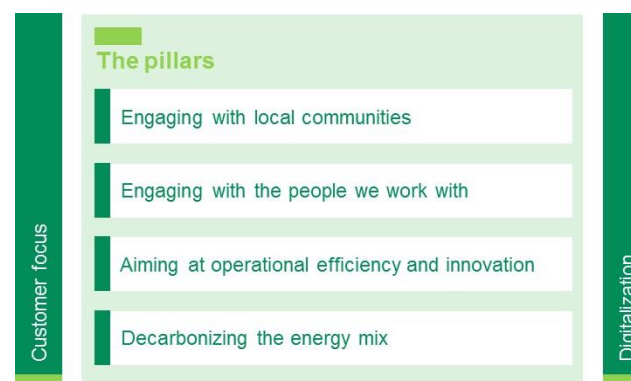 Customer focus
The pillars
Engaging with local communities
Engaging with the people we work with
Aiming at operational efficiency and innovation
Decarbonizing the energy mix
Digitalization